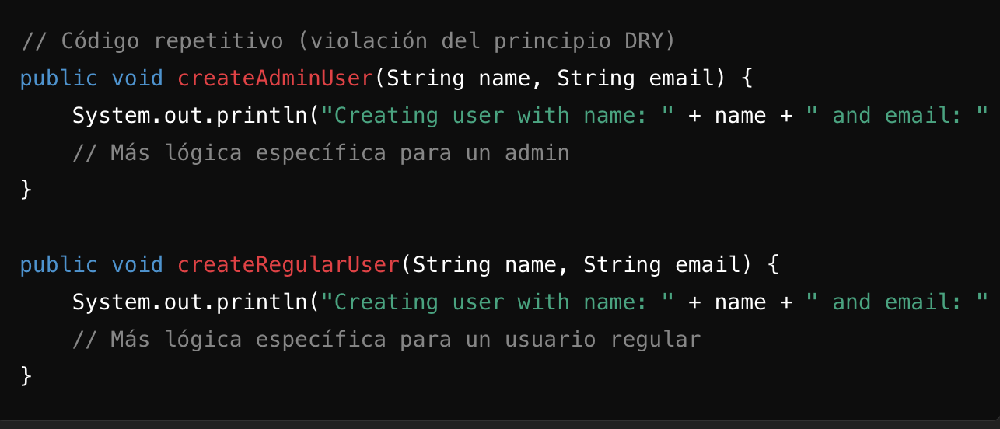 // Código repetitivo (violación del principio DRY)
public void createAdminUser(String name, String email) {
    System.out.println("Creating user with name: " + name + " and email: "
    // Más lógica específica para un admin
}

public void createRegularUser(String name, String email) {
    System.out.println("Creating user with name: " + name + " and email: "
    // Más lógica específica para un usuario regular
}